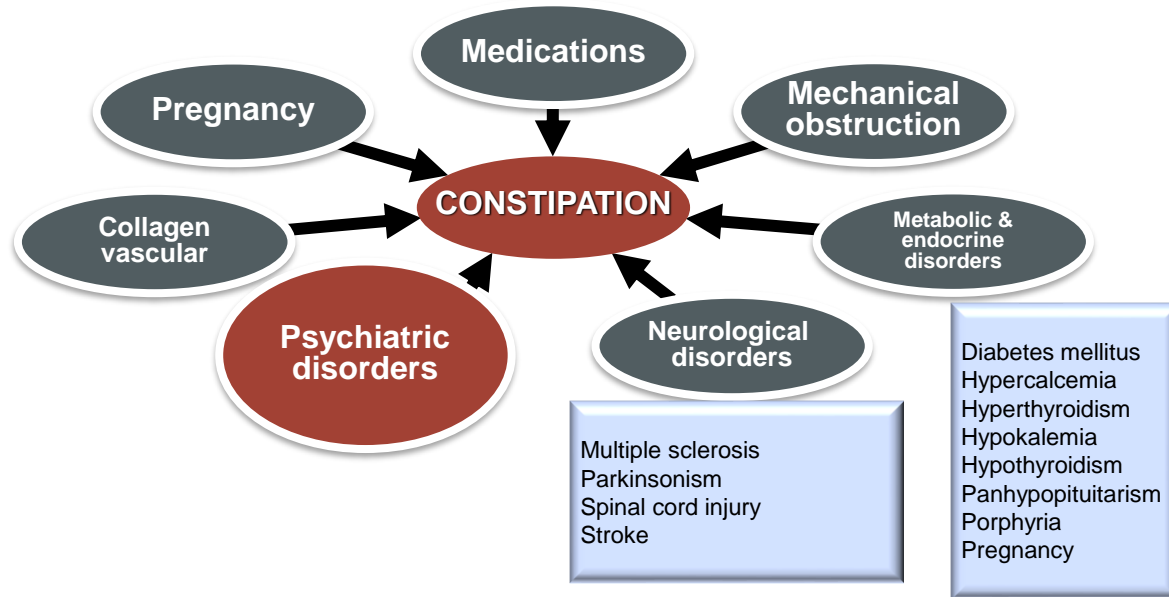 Medications
Pregnancy
Mechanical
obstruction
CONSTIPATION
Collagen
vascular
Metabolic &
endocrine
disorders
Psychiatric
disorders
Neurological
disorders
Multiple sclerosis
Parkinsonism
Spinal cord injury
Stroke
Diabetes mellitus
Hypercalcemia
Hyperthyroidism
Hypokalemia
Hypothyroidism
Panhypopituitarism
Porphyria
Pregnancy